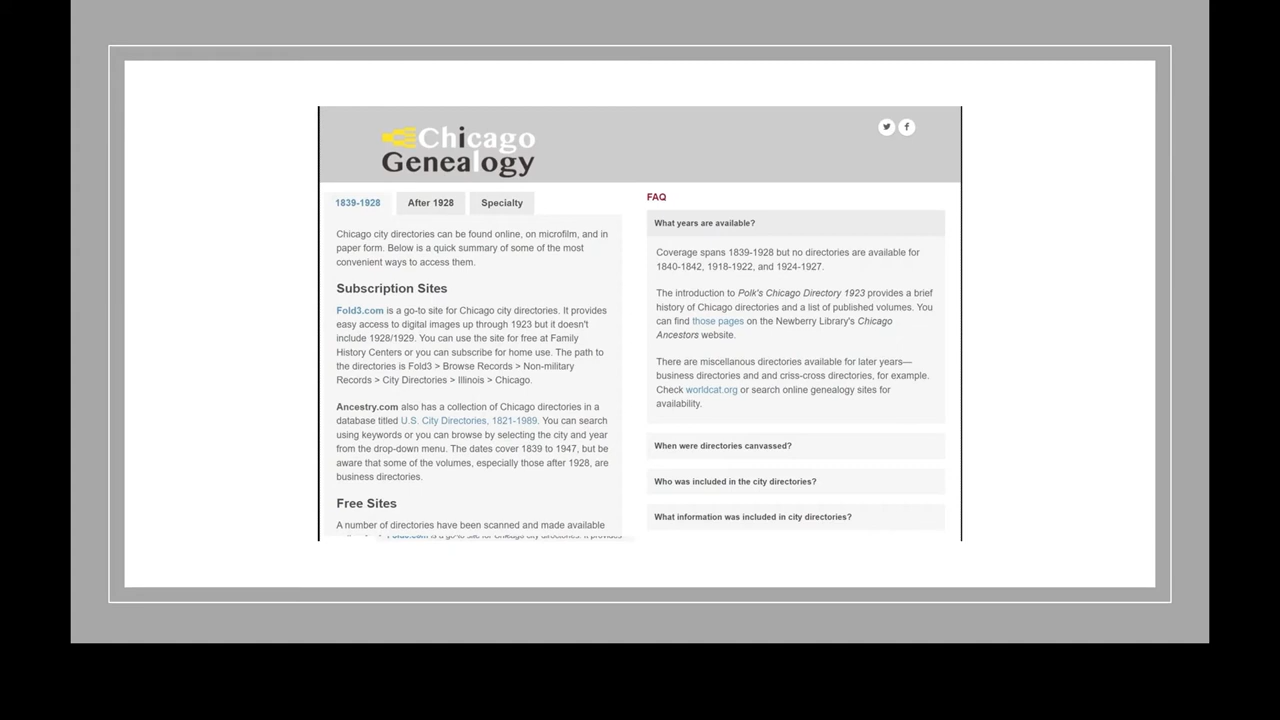 Chicago
Genealogy
1839-1928
After 1928
Specialty
Chicago city directories can be found online, on microfilm, and in
paper form. Below is a quick summary of some of the most
convenient ways to access them.
Subscription Sites
Fold3.com is a go-to site for Chicago city directories. It provides
easy access to digital images up through 1923 but it doesn't
include 1928/1929. You can use the site for free at Family
History Centers or you can subscribe for home use. The path to
the directories is Fold3 > Browse Records > Non-military
Records > City Directories > Illinois > Chicago.
Ancestry.com also has a collection of Chicago directories in a
database titled U.S. City Directories, 1821-1989. You can search
using keywords or you can browse by selecting the city and year
from the drop-down menu. The dates cover 1839 to 1947, but be
aware that some of the volumes, especially those after 1928, are
business directories.
Free Sites
A number of directories have been scanned and made available
Fold3.com is a go-to site for Chicago city directories. It provides
FAQ
What years are available?
Coverage spans 1839-1928 but no directories are available for
1840-1842, 1918-1922, and 1924-1927.
The introduction to Polk's Chicago Directory 1923 provides a brief
history of Chicago directories and a list of published volumes. You
can find those pages on the Newberry Library's Chicago
Ancestors website.
There are miscellanous directories available for later years—
business directories and and criss-cross directories, for example.
Check worldcat.org or search online genealogy sites for
availability.
When were directories canvassed?
Who was included in the city directories?
What information was included in city directories?